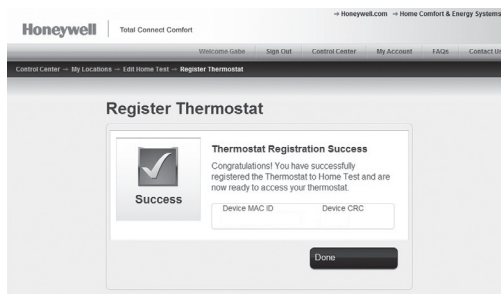 → Honeywell.com → Home Comfort & Energy Systems
Honeywell Total Connect Comfort
Welcome Gabe Sign Out Control Center My Account FAQs Contact Us
Control Center → My Locations → Edit Home Test → Register Thermostat
Register Thermostat
Thermostat Registration Success
Congratulations! You have successfully
registered the Thermostat to Home Test and are
now ready to access your thermostat.
Success
Device MAC ID Device CRC
Done